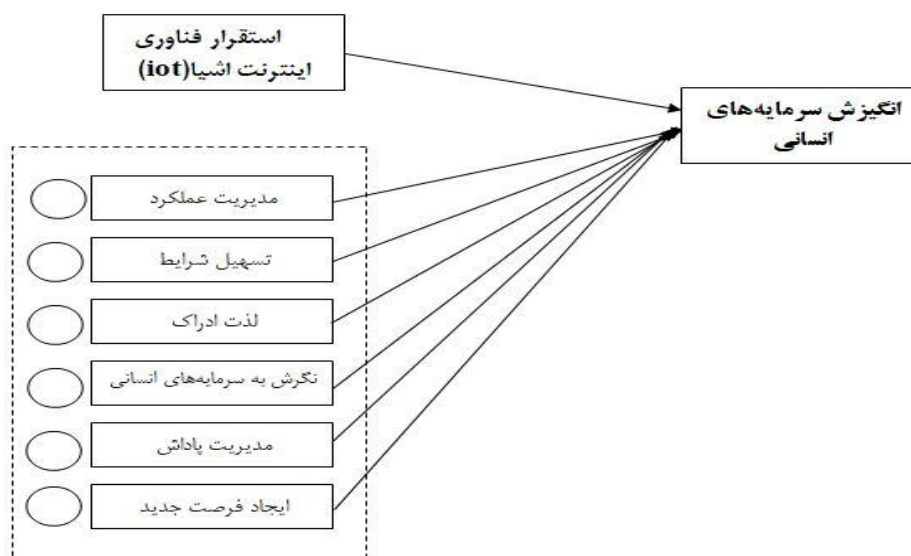 استقرار فناوری
اینترنت اشیا(iot)
انگیزش سرمایه‌های
انسانی
مدیریت عملکرد
تسهیل شرایط
لذت ادراک
نگرش به سرمایه‌های انسانی
مدیریت پاداش
ایجاد فرصت جدید